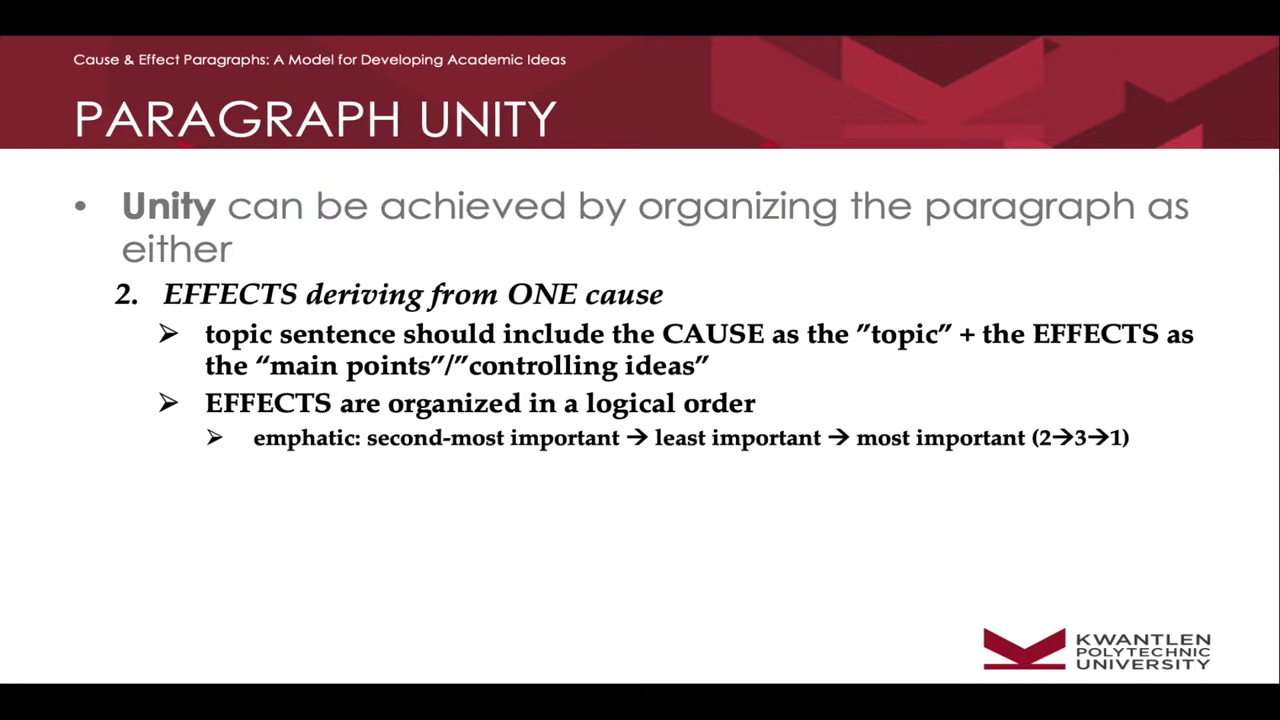 Cause & Effect Paragraphs: A Model for Developing Academic Ideas
PARAGRAPH UNITY
• Unity can be achieved by organizing the paragraph as
either
2. EFFECTS deriving from ONE cause
➢ topic sentence should include the CAUSE as the ”topic” + the EFFECTS as
the “main points”/”controlling ideas”
➢ EFFECTS are organized in a logical order
➢ emphatic: second-most important → least important → most important (2→3→1)
KWANTLEN
POLYTECHNIC
UNIVERSITY